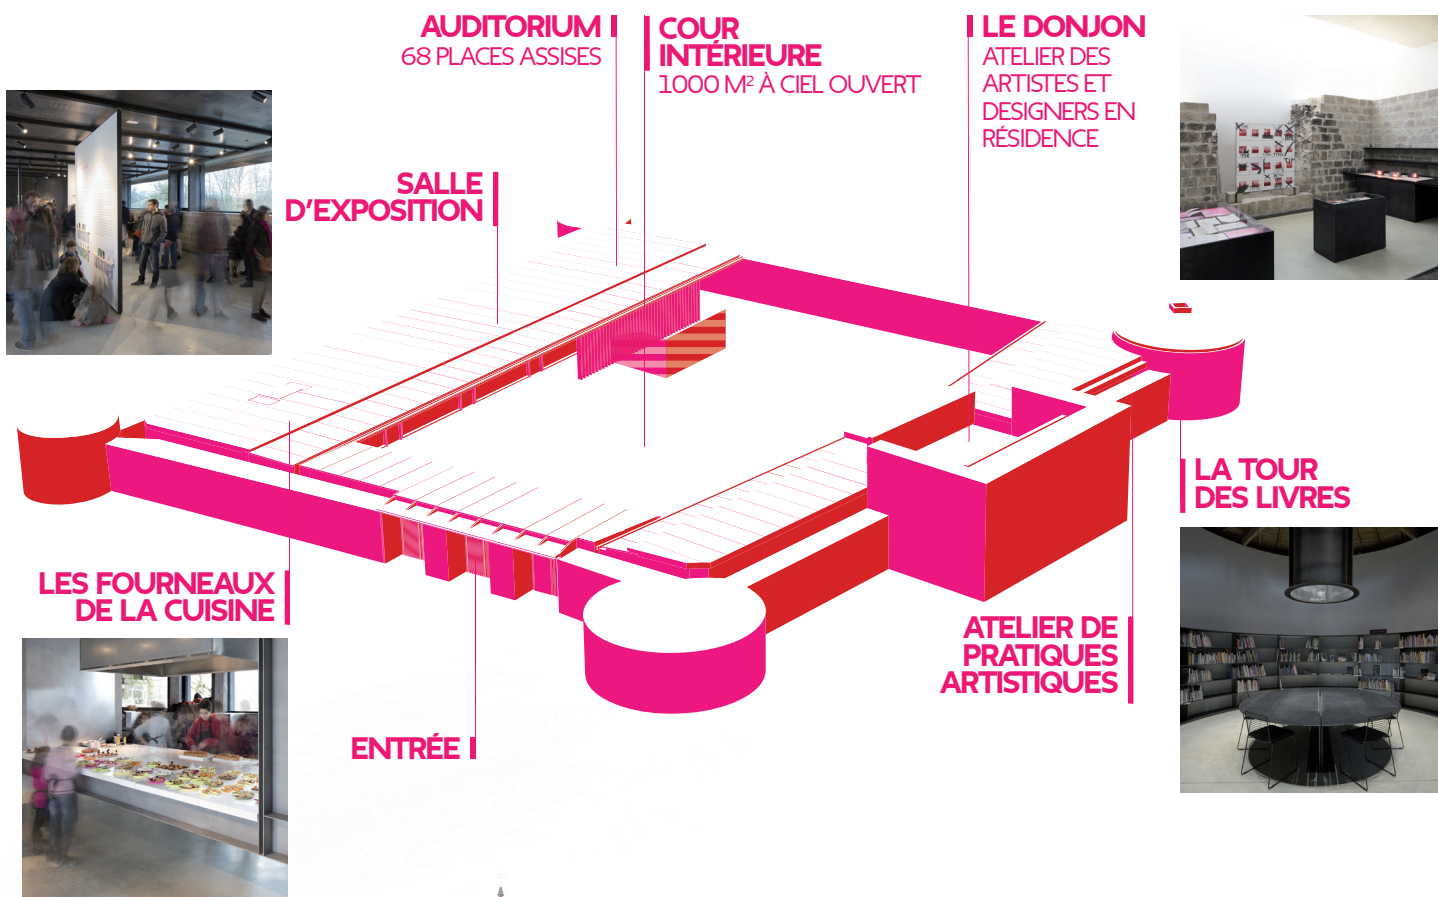 AUDITORIUM
68 PLACES ASSISES
COUR
INTÉRIEURE
1000 M² À CIEL OUVERT
LE DONJON
ATELIER DES
ARTISTES ET
DESIGNERS EN
RÉSIDENCE
SALLE
D'EXPOSITION
LA TOUR
DES LIVRES
LES FOURNEAUX
DE LA CUISINE
ATELIER DE
PRATIQUES
ARTISTIQUES
ENTRÉE